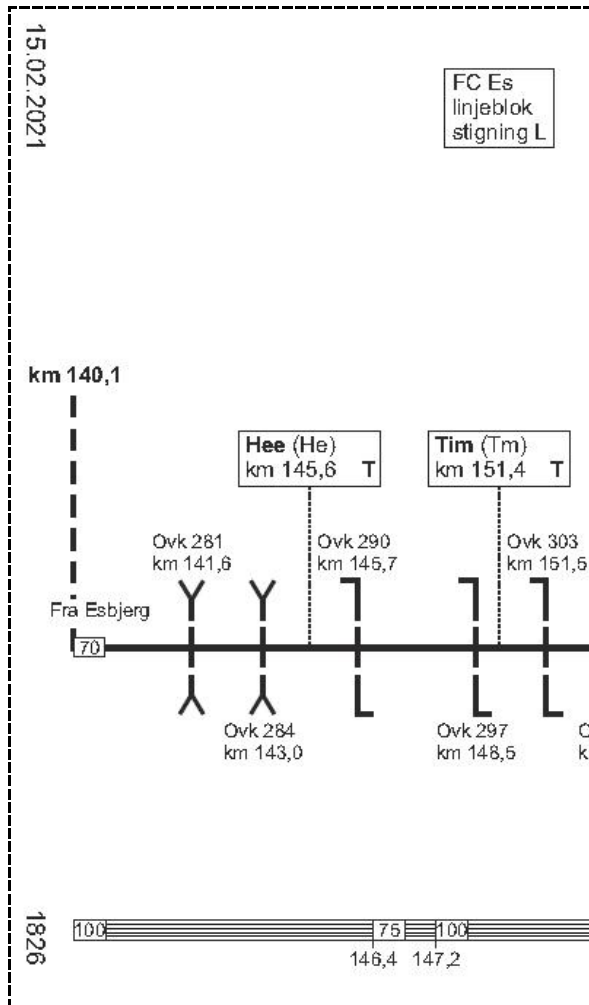 15.02.2021
FC Es
linjeblok
stigning L
km 140,1
Hee (He)
km 145,6 T
Tim (Tm)
km 151,4 T
Ovk 281
km 141,6
Ovk 290
km 145,7
Ovk 303
km 151,5
Fra Esbjerg
70
Ovk 284
km 143,0
Ovk 297
km 148,5
1826
100
75
100
146,4
147,2